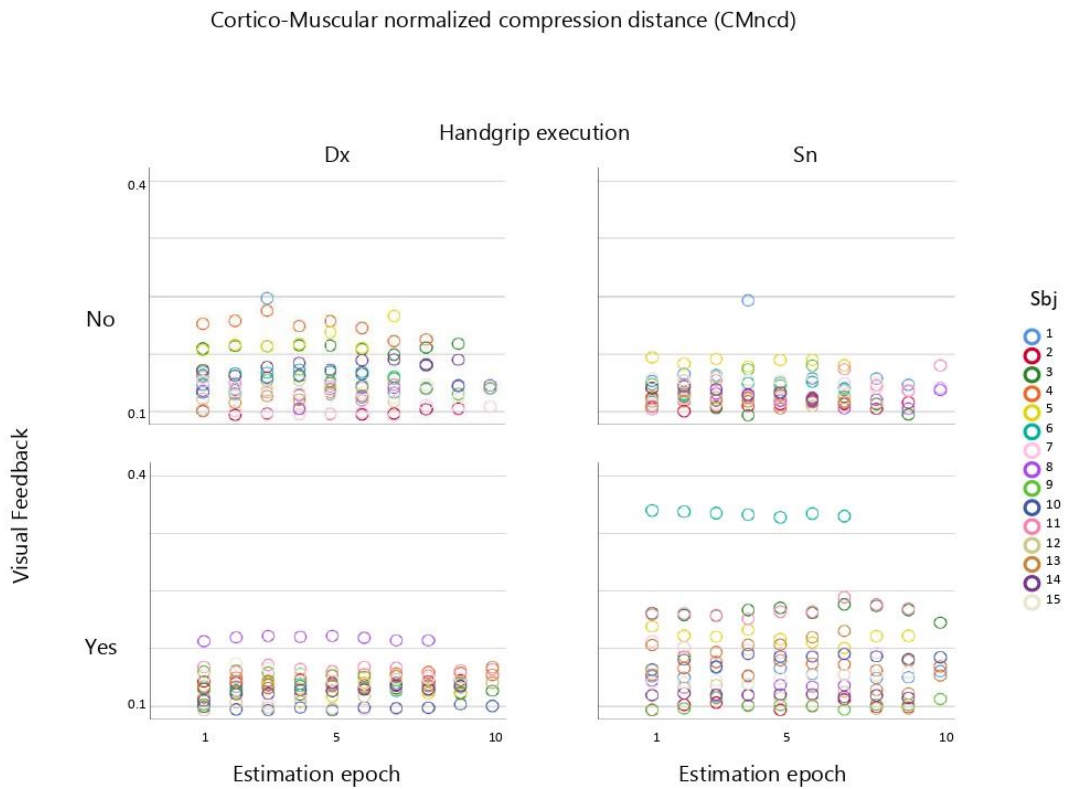 Cortico-Muscular normalized compression distance (CMncd)
Handgrip execution
Dx
Sn
0.4
No
0.1
Visual Feedback
0.4
Yes
0.1
1
5
10
1
5
10
Estimation epoch
Estimation epoch
Sbj
1
2
3
4
5
6
7
8
9
10
11
12
13
14
15